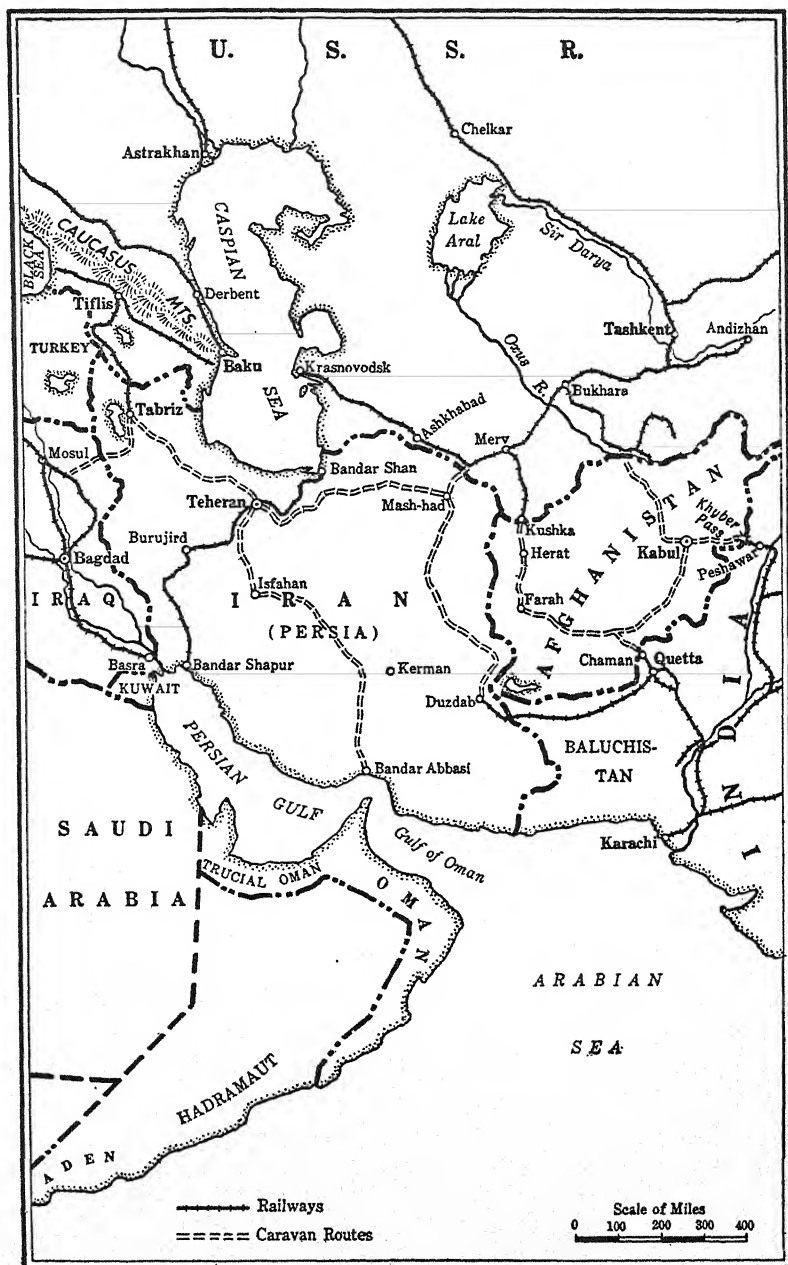 U. S. S. R.
Chelkar
Astrakhan
CASPIAN
SEA
Lake
Aral
Sir Darya
BLACK
SEA
CAUCASUS
MTS.
Derbent
Tiflis
Tashkent
Andizhan
TURKEY
Baku
Krasnovodsk
Oxus
R.
Bukhara
Tabriz
Ashkhabad
Merv
Mosul
Bandar Shan
Teheran
Mash-had
AFGHANISTAN
Khyber
Pass
Kushka
Burujird
Herat
Kabul
Peshawar
Bagdad
Isfahan
Farah
IRAQ
IRAN
(PERSIA)
Chaman
Quetta
Basra
Bandar Shapur
Kerman
KUWAIT
Duzdab
INDIA
PERSIAN
GULF
BALUCHIS-
TAN
Bandar Abbasi
SAUDI
ARABIA
Gulf of Oman
Karachi
TRUCIAL OMAN
OMAN
ARABIAN
SEA
HADRAMAUT
ADEN
Railways
Caravan Routes
Scale of Miles
0 100 200 300 400